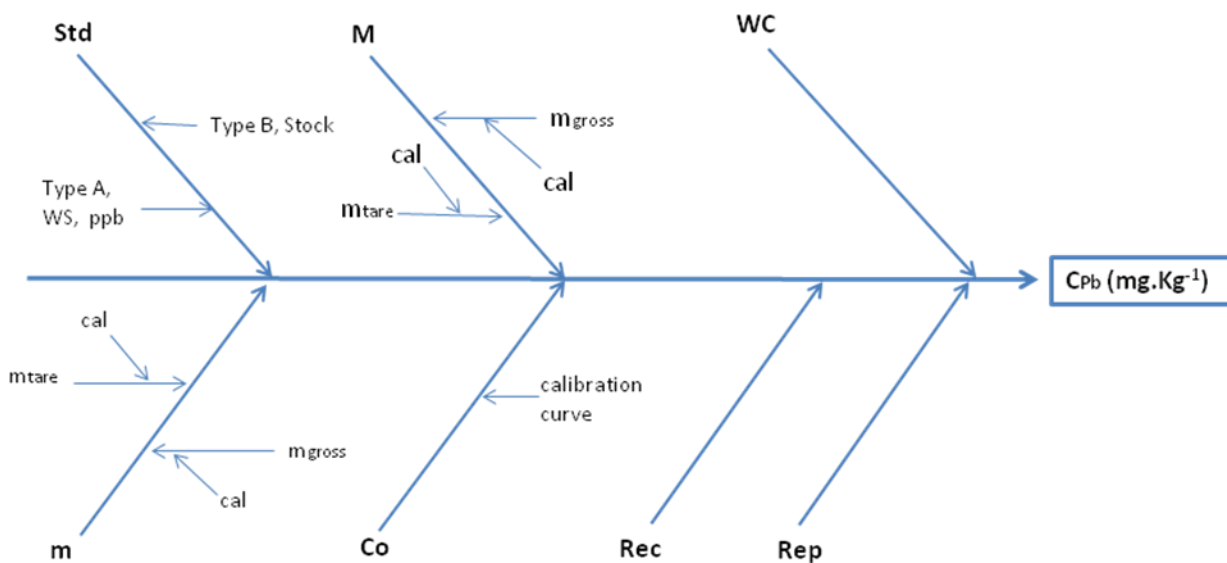 Std
M
WC
Type B, Stock
mgross
cal
cal
Type A,
WS, ppb
mtare
CPb (mg.Kg⁻¹)
cal
mtare
calibration
curve
mgross
cal
m
Co
Rec
Rep